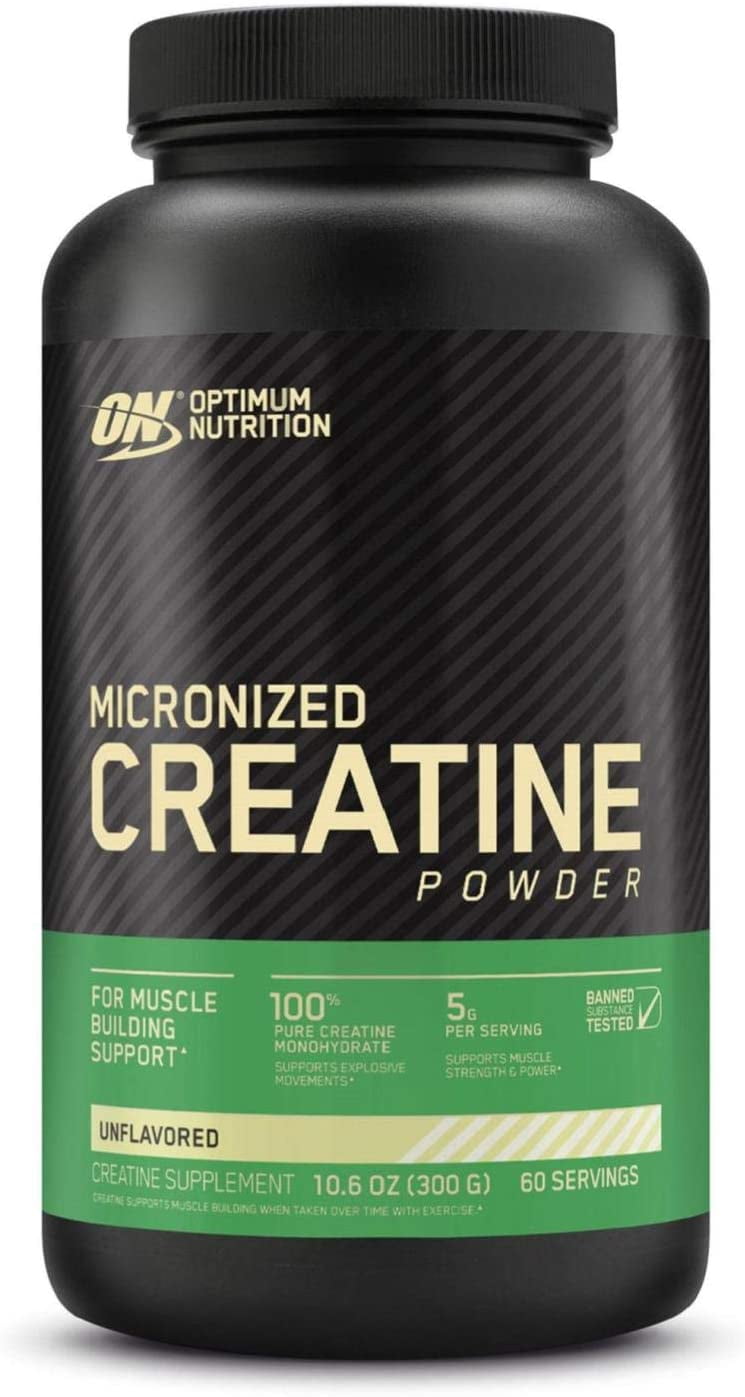 ON® OPTIMUM
NUTRITION
MICRONIZED
CREATINE
POWDER
FOR MUSCLE
BUILDING
SUPPORT▲
100%
PURE CREATINE
MONOHYDRATE
SUPPORTS EXPLOSIVE
MOVEMENTS▲
5G
PER SERVING
SUPPORTS MUSCLE
STRENGTH & POWER▲
BANNED
SUBSTANCE
TESTED
UNFLAVORED
CREATINE SUPPLEMENT 10.6 OZ (300 G) 60 SERVINGS
CREATINE SUPPORTS MUSCLE BUILDING WHEN TAKEN OVER TIME WITH EXERCISE.▲